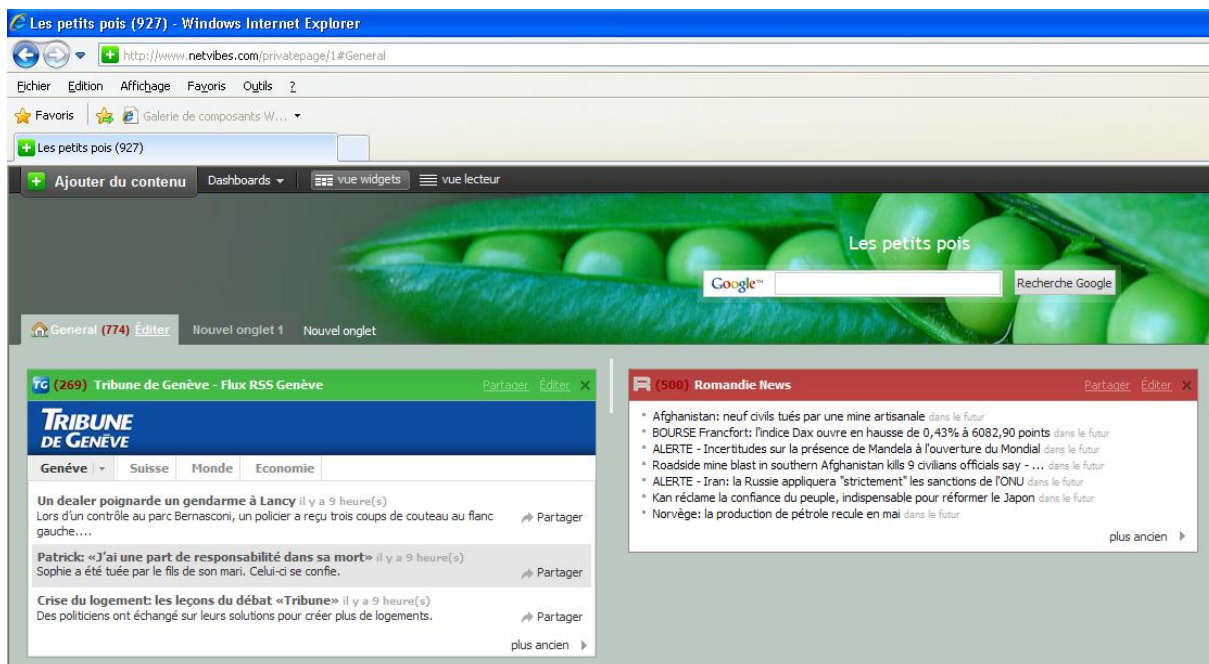 Les petits pois (927) - Windows Internet Explorer
http://www.netvibes.com/privatepage/1#General
Fichier Edition Affichage Favoris Outils ?
Favoris Galerie de composants W...
Les petits pois (927)
Ajouter du contenu Dashboards vue widgets vue lecteur
Les petits pois
Google™ Recherche Google
General (774) Éditer Nouvel onglet 1 Nouvel onglet
TG (269) Tribune de Genève - Flux RSS Genève Partager Éditer
TRIBUNE
DE GENÈVE
Genéve Suisse Monde Economie
Un dealer poignarde un gendarme à Lancy il y a 9 heure(s)
Lors d'un contrôle au parc Bernasconi, un policier a reçu trois coups de couteau au flanc
gauche.... Partager
Patrick: «J'ai une part de responsabilité dans sa mort» il y a 9 heure(s)
Sophie a été tuée par le fils de son mari. Celui-ci se confie. Partager
Crise du logement: les leçons du débat «Tribune» il y a 9 heure(s)
Des politiciens ont échangé sur leurs solutions pour créer plus de logements. Partager
plus ancien
(500) Romandie News Partager Éditer
Afghanistan: neuf civils tués par une mine artisanale dans le futur
BOURSE Francfort: l'indice Dax ouvre en hausse de 0,43% à 6082,90 points dans le futur
ALERTE - Incertitudes sur la présence de Mandela à l'ouverture du Mondial dans le futur
Roadside mine blast in southern Afghanistan kills 9 civilians officials say - ... dans le futur
ALERTE - Iran: la Russie appliquera "strictement" les sanctions de l'ONU dans le futur
Kan réclame la confiance du peuple, indispensable pour réformer le Japon dans le futur
Norvège: la production de pétrole recule en mai dans le futur
plus ancien